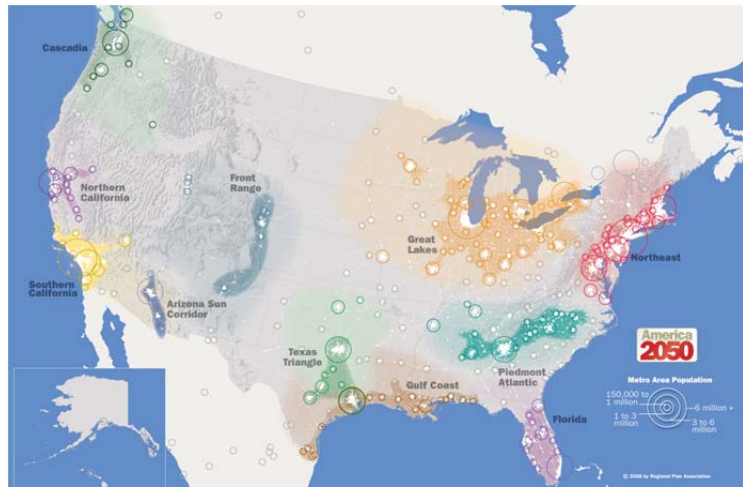 Cascadia
Northern
California
Southern
California
Arizona Sun
Corridor
Front
Range
Great
Lakes
Northeast
Texas
Triangle
Gulf Coast
Piedmont
Atlantic
Florida
America
2050
Metro Area Population
150,000 to
1 million
6 million +
1 to 3
million
3 to 6
million
© 2008 by Regional Plan Association